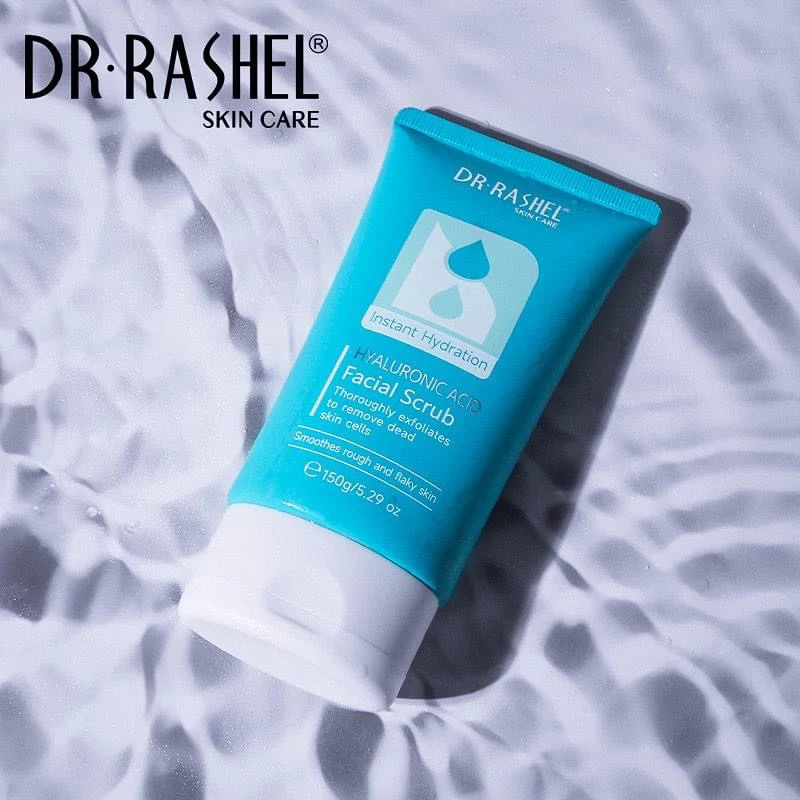 DR·RASHEL®
SKIN CARE
DR·RASHEL®
SKIN CARE
Instant Hydration
HYALURONIC ACID
Facial Scrub
Thoroughly exfoliates
to remove dead
skin cells
Smoothes rough and flaky skin
℮150g/5.29 oz